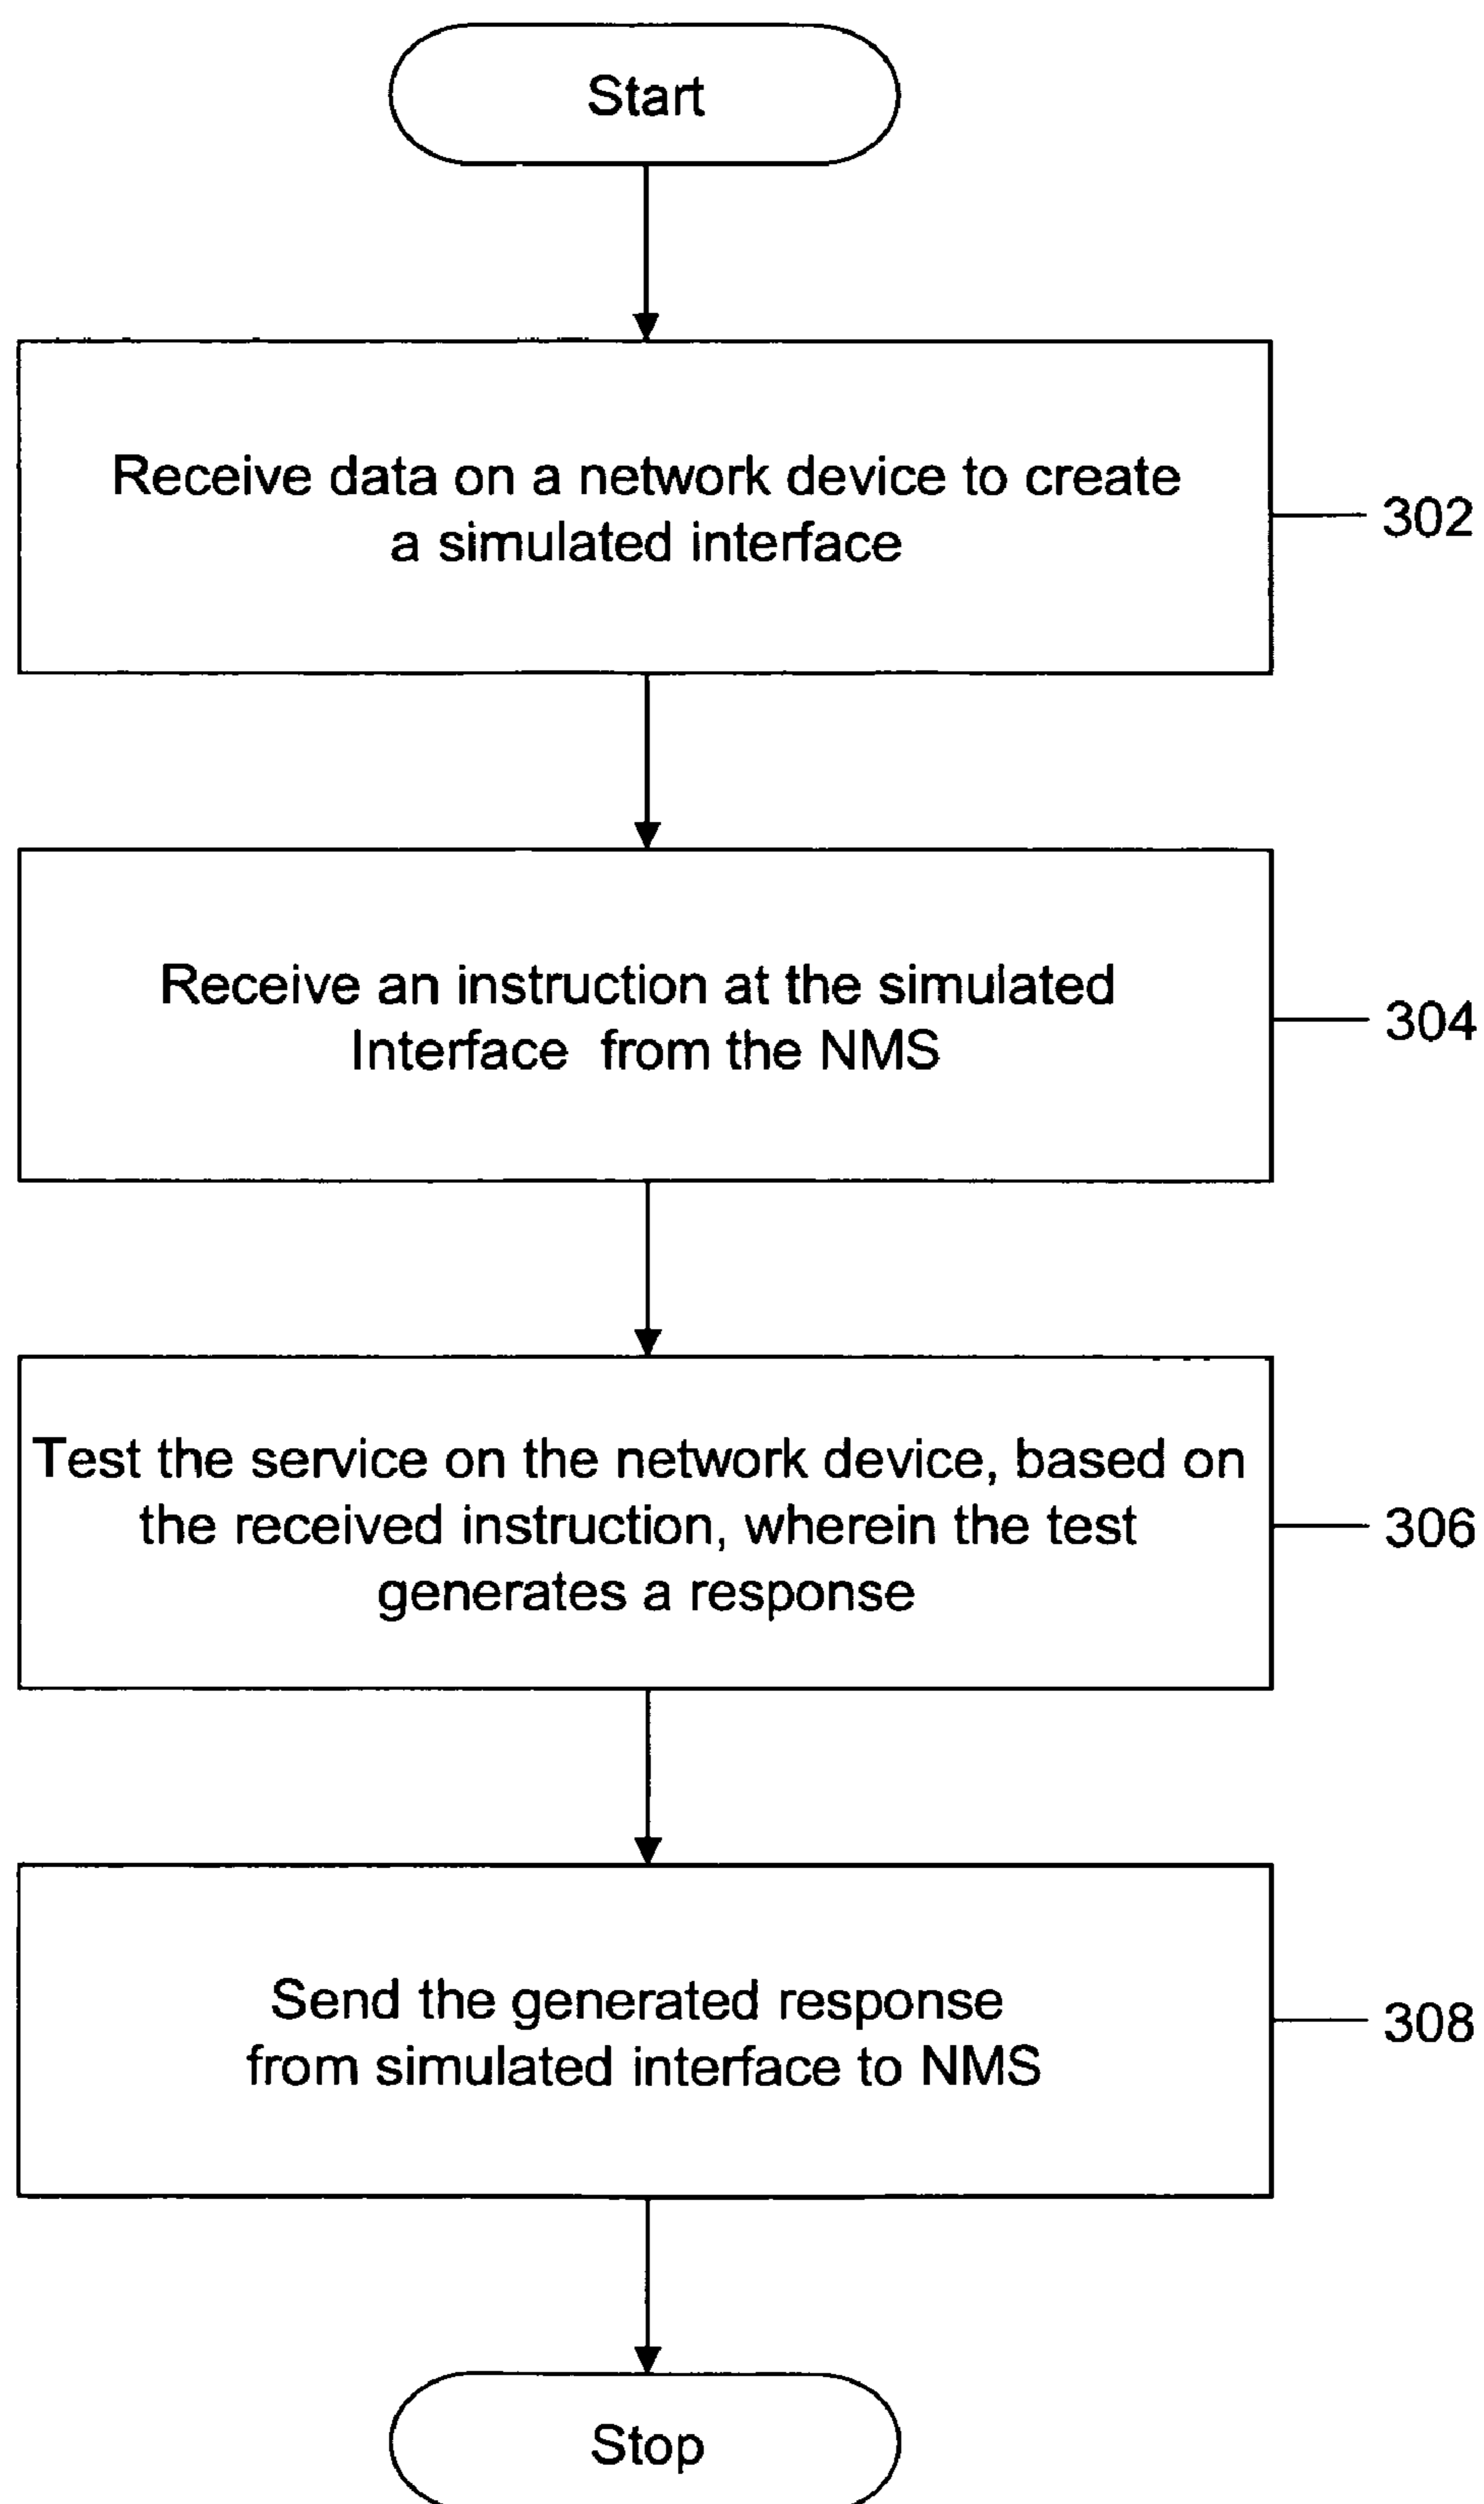 Start
Receive data on a network device to create
a simulated interface
302
Receive an instruction at the simulated
Interface from the NMS
304
Test the service on the network device, based on
the received instruction, wherein the test
generates a response
306
Send the generated response
from simulated interface to NMS
308
Stop